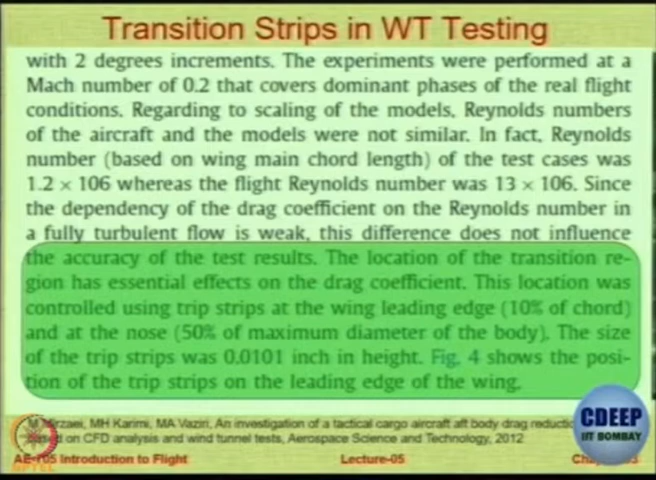 Transition Strips in WT Testing
with 2 degrees increments. The experiments were performed at a
Mach number of 0.2 that covers dominant phases of the real flight
conditions. Regarding to scaling of the models, Reynolds numbers
of the aircraft and the models were not similar. In fact, Reynolds
number (based on wing main chord length) of the test cases was
1.2 × 106 whereas the flight Reynolds number was 13 × 106. Since
the dependency of the drag coefficient on the Reynolds number in
a fully turbulent flow is weak, this difference does not influence
the accuracy of the test results. The location of the transition re-
gion has essential effects on the drag coefficient. This location was
controlled using trip strips at the wing leading edge (10% of chord)
and at the nose (50% of maximum diameter of the body). The size
of the trip strips was 0.0101 inch in height. Fig. 4 shows the posi-
tion of the trip strips on the leading edge of the wing.
MH Karimi, MA Vaziri, An investigation of a tactical cargo aircraft aft body drag
on CFD analysis and wind tunnel tests, Aerospace Science and Technology, 2012
CDEEP
IIT BOMBAY
Introduction to Flight
Lecture-05
NPTEL